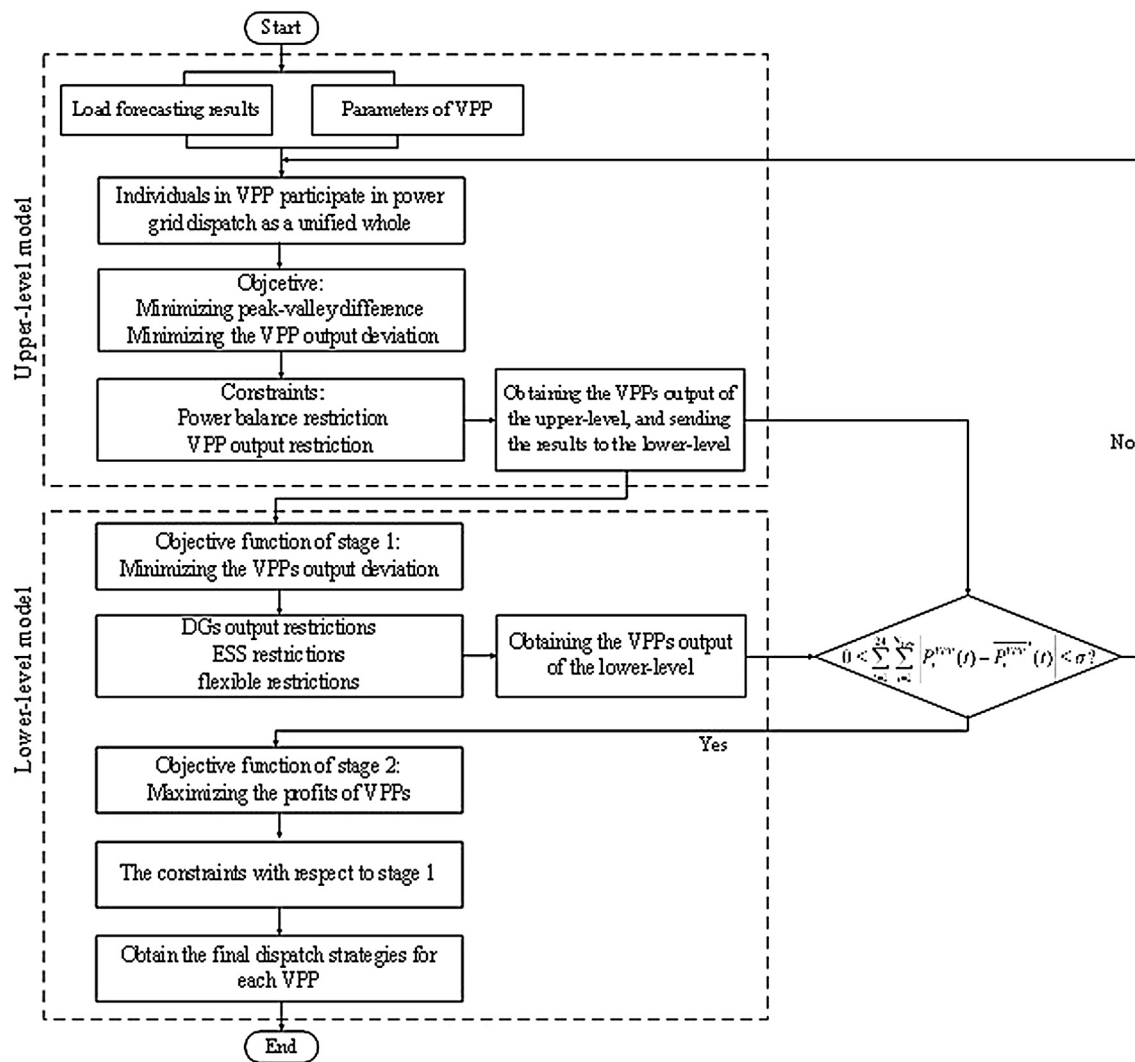 Start
Load forecasting results
Parameters of VPP
Individuals in VPP participate in power
grid dispatch as a unified whole
Objcetive:
Minimizing peak-valley difference
Minimizing the VPP output deviation
Constraints:
Power balance restriction
VPP output restriction
Obtaining the VPPs output of
the upper-level, and sending
the results to the lower-level
Upper-level model
No
Objective function of stage 1:
Minimizing the VPPs output deviation
DGs output restrictions
ESS restrictions
flexible restrictions
Obtaining the VPPs output
of the lower-level
Yes
Objective function of stage 2:
Maximizing the profits of VPPs
The constraints with respect to stage 1
Obtain the final dispatch strategies for
each VPP
Lower-level model
End